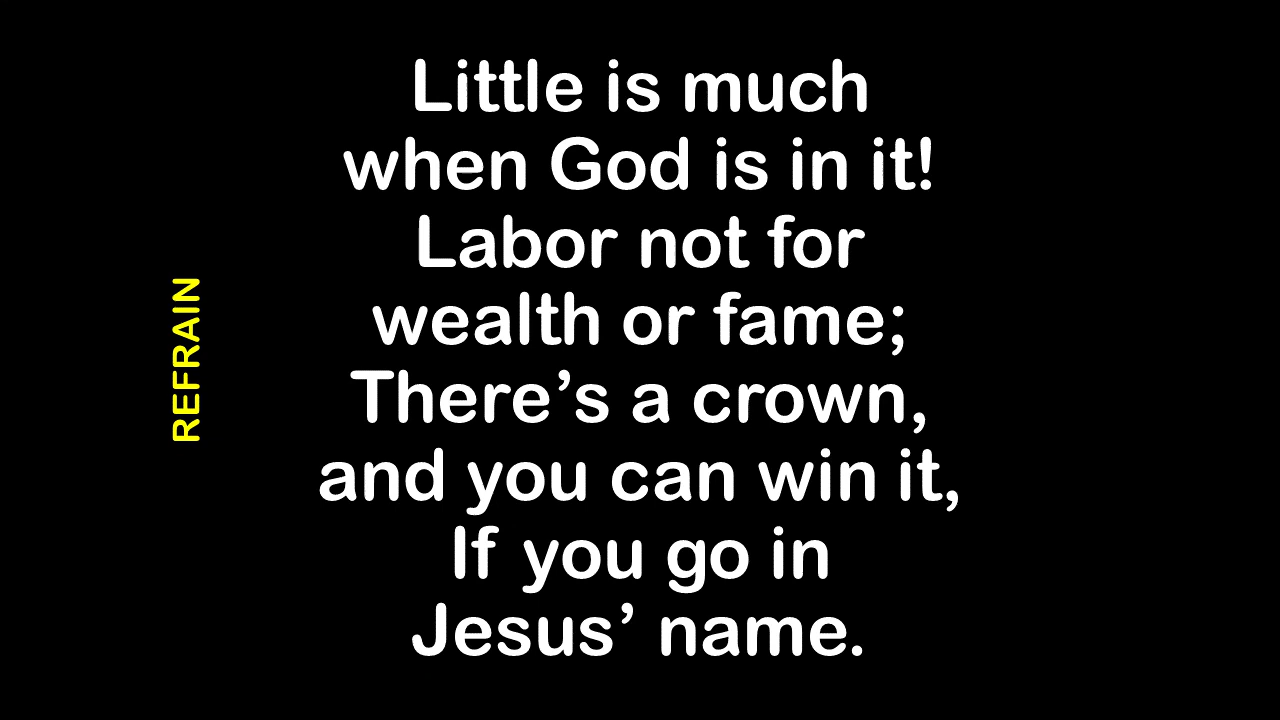 REFRAIN
Little is much
when God is in it!
Labor not for
wealth or fame;
There’s a crown,
and you can win it,
If you go in
Jesus’ name.